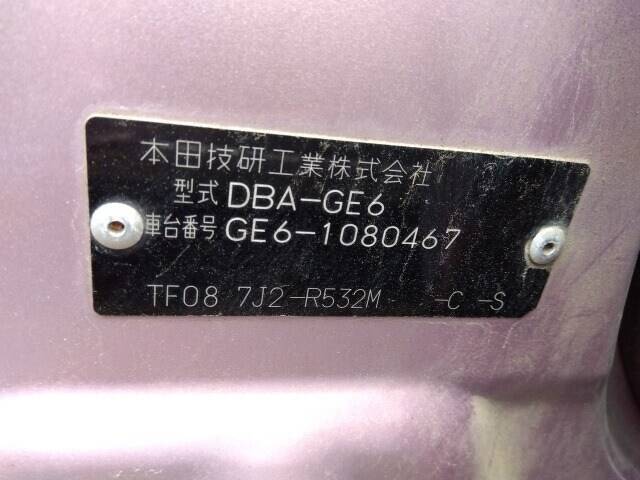 本田技研工業株式会社
型式 DBA-GE6
車台番号 GE6-1080467
TF08 7J2-R532M -C -S